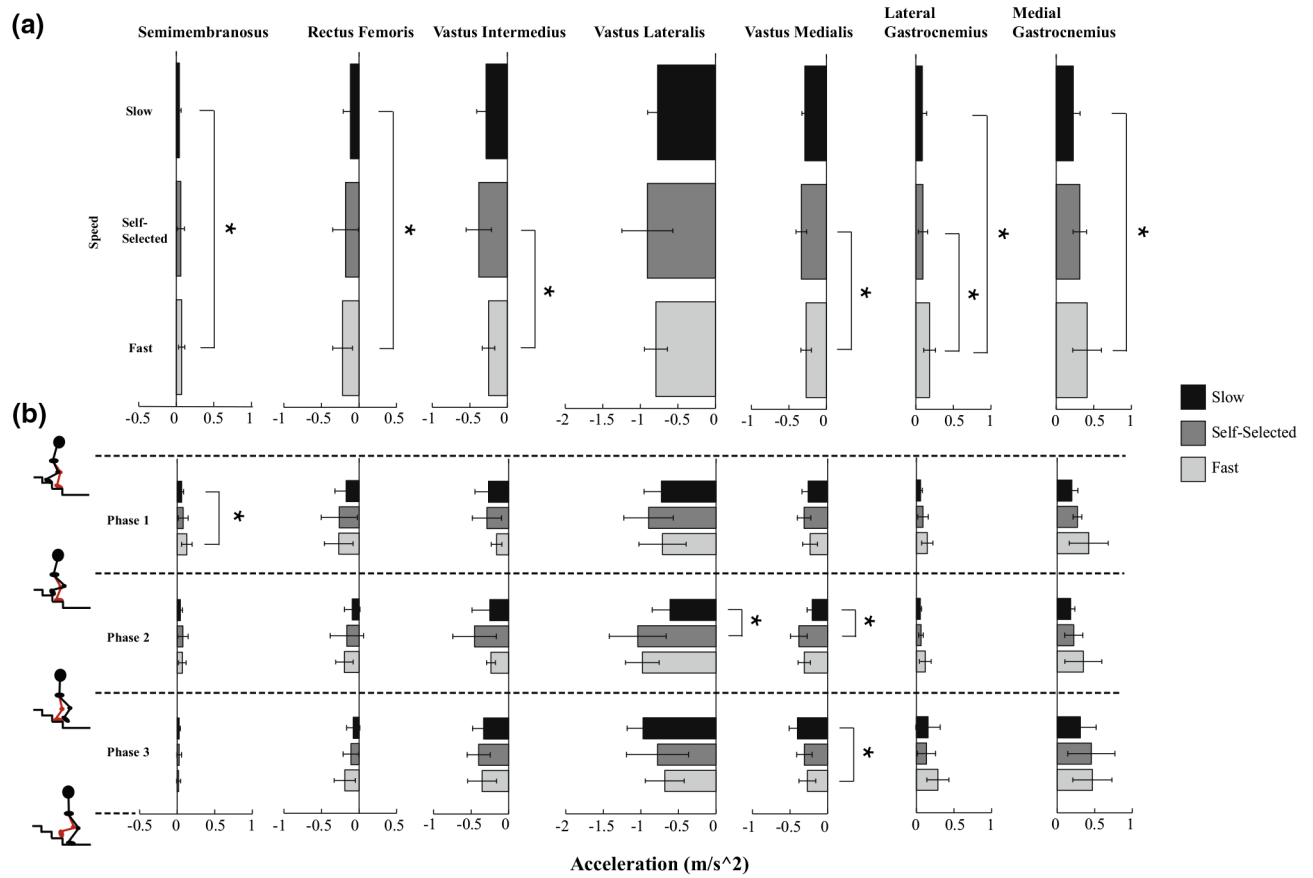 (a)
Semimembranosus
Rectus Femoris
Vastus Intermedius
Vastus Lateralis
Vastus Medialis
Lateral
Gastrocnemius
Medial
Gastrocnemius
Speed
Slow
Self-
Selected
Fast
* * * * * * *
*
-0.5 0 0.5 1
-1 -0.5 0 0.5
-1 -0.5 0
-2 -1.5 -1 -0.5 0
-1 -0.5 0
0 0.5 1
0 0.5 1
Slow
Self-Selected
Fast
(b)
Phase 1
*
Phase 2
* *
Phase 3
*
-0.5 0 0.5 1
-1 -0.5 0 0.5
-1 -0.5 0
-2 -1.5 -1 -0.5 0
-1 -0.5 0
0 0.5 1
0 0.5 1
Acceleration (m/s^2)